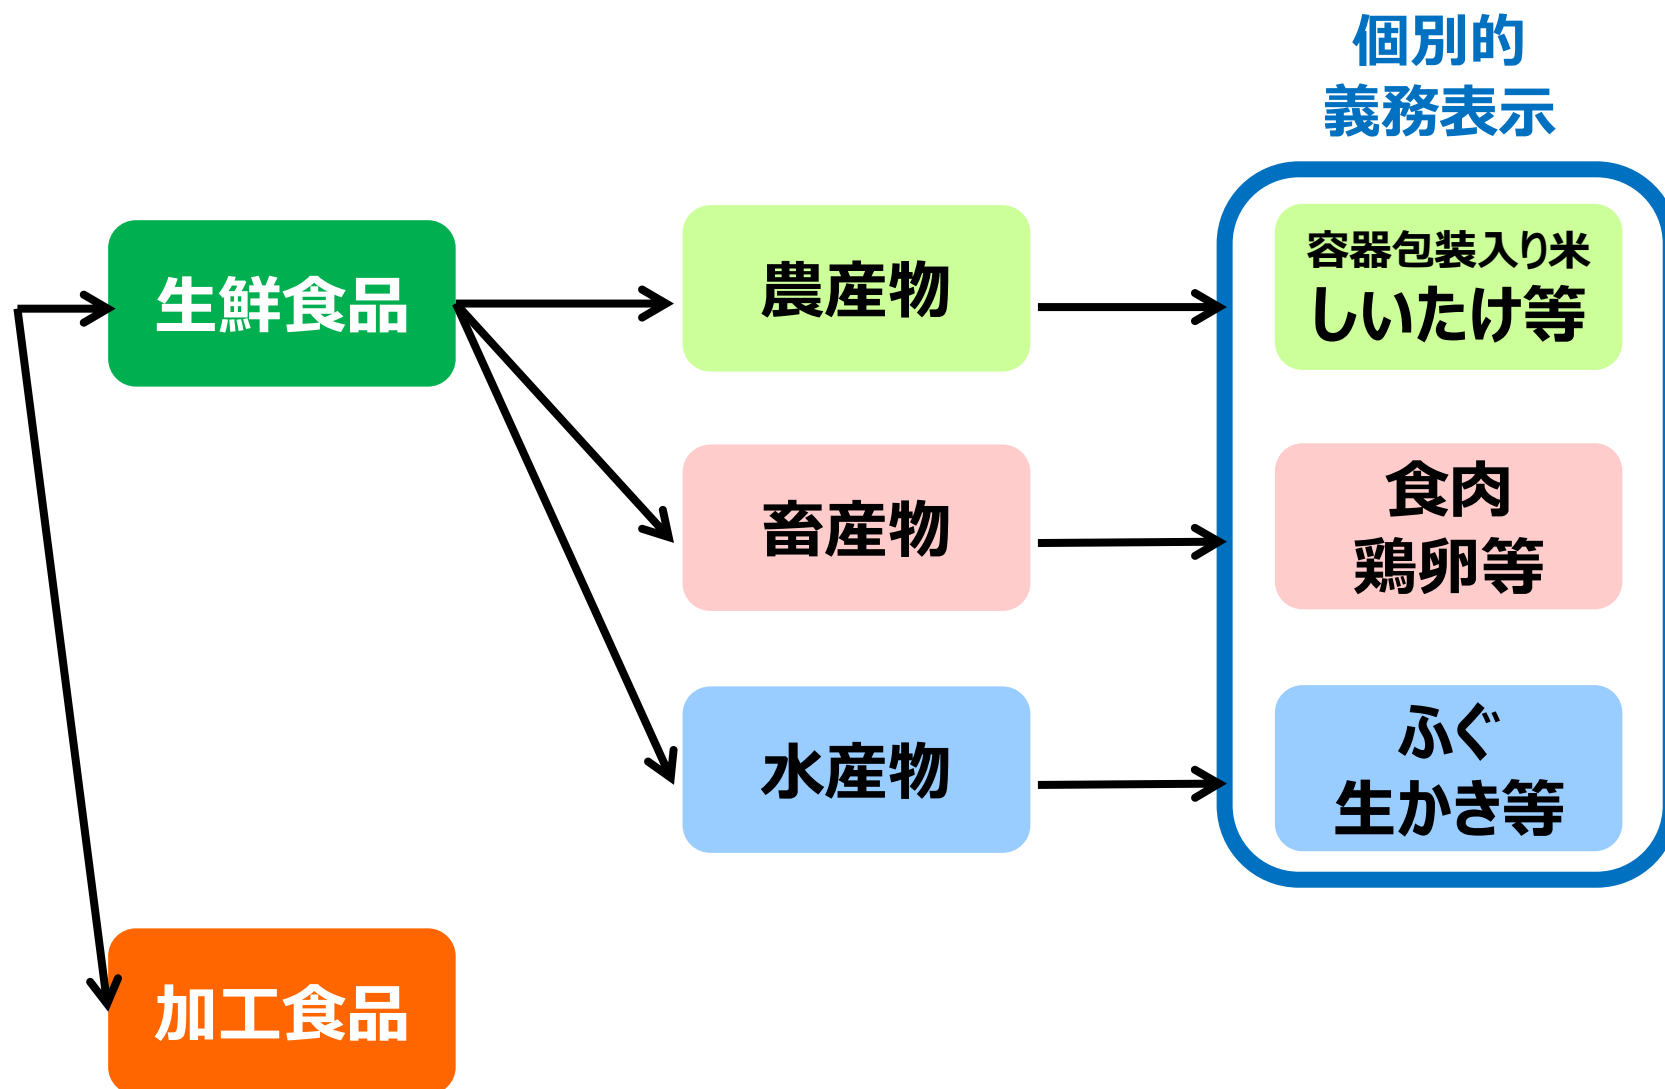 個別的
義務表示
生鮮食品
農産物
容器包装入り米
しいたけ等
畜産物
食肉
鶏卵等
水産物
ふぐ
生かき等
加工食品